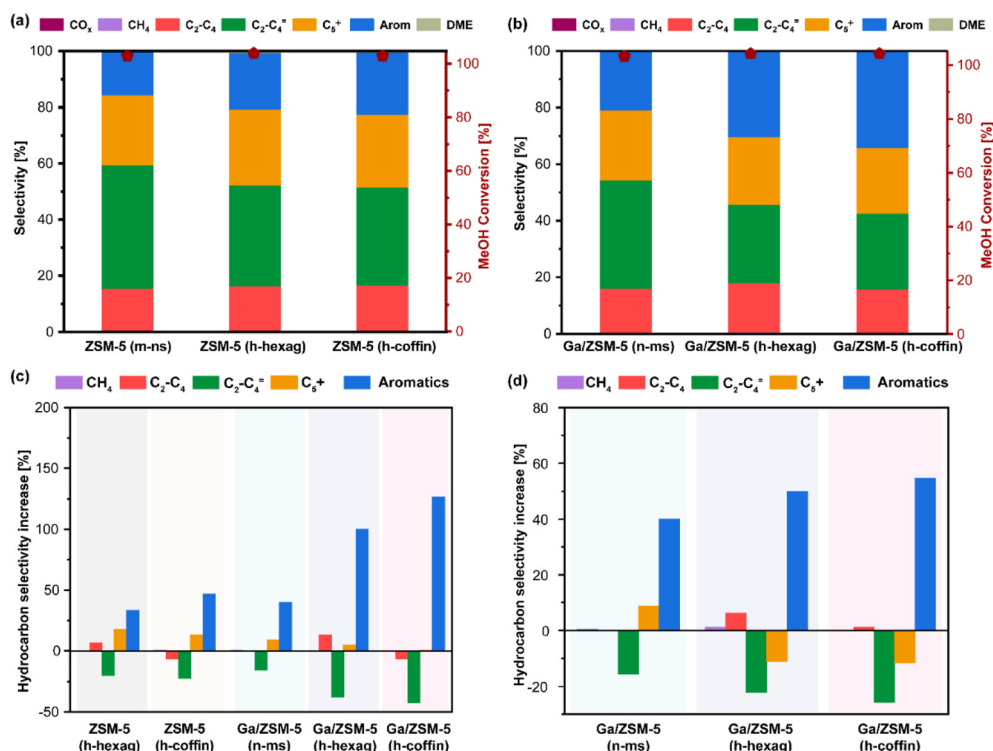 (a) COx CH4 C2-C4 C2-C4= C5+ Arom DME
100
80
60
40
20
0
Selectivity [%]
100
80
60
40
20
0
MeOH Conversion [%]
ZSM-5 (m-ns) ZSM-5 (h-hexag) ZSM-5 (h-coffin)
(b) COx CH4 C2-C4 C2-C4= C5+ Arom DME
100
80
60
40
20
0
Selectivity [%]
100
80
60
40
20
0
MeOH Conversion [%]
Ga/ZSM-5 (n-ms) Ga/ZSM-5 (h-hexag) Ga/ZSM-5 (h-coffin)
(c) CH4 C2-C4 C2-C4= C5+ Aromatics
200
150
100
50
0
-50
Hydrocarbon selectivity increase [%]
ZSM-5 ZSM-5 Ga/ZSM-5 Ga/ZSM-5 Ga/ZSM-5
(h-hexag) (h-coffin) (n-ms) (h-hexag) (h-coffin)
(d) CH4 C2-C4 C2-C4= C5+ Aromatics
80
60
40
20
0
-20
Hydrocarbon selectivity increase [%]
Ga/ZSM-5 Ga/ZSM-5 Ga/ZSM-5
(n-ms) (h-hexag) (h-coffin)